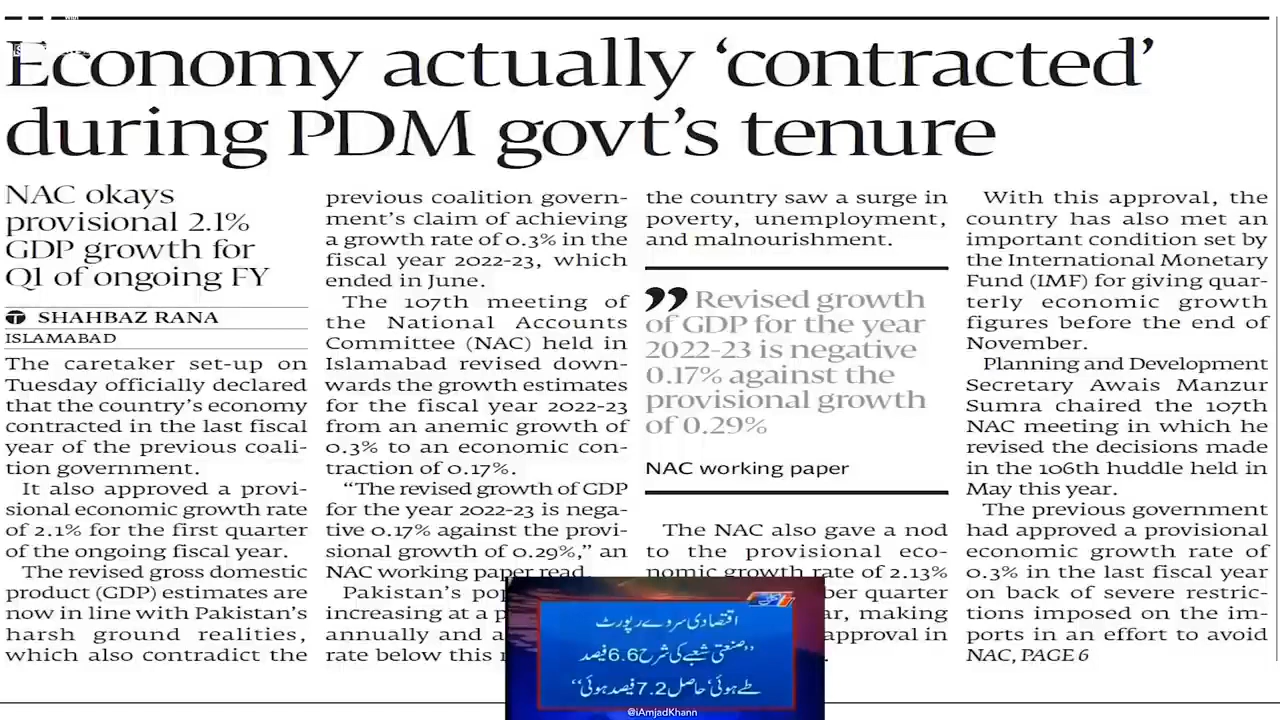 Economy actually ‘contracted’
during PDM govt’s tenure
NAC okays
provisional 2.1%
GDP growth for
Q1 of ongoing FY
SHAHBAZ RANA
ISLAMABAD
The caretaker set-up on
Tuesday officially declared
that the country’s economy
contracted in the last fiscal
year of the previous coali-
tion government.
It also approved a provi-
sional economic growth rate
of 2.1% for the first quarter
of the ongoing fiscal year.
The revised gross domestic
product (GDP) estimates are
now in line with Pakistan’s
harsh ground realities,
which also contradict the
previous coalition govern-
ment’s claim of achieving
a growth rate of 0.3% in the
fiscal year 2022-23, which
ended in June.
The 107th meeting of
the National Accounts
Committee (NAC) held in
Islamabad revised down-
wards the growth estimates
for the fiscal year 2022-23
from an anemic growth of
0.3% to an economic con-
traction of 0.17%.
“The revised growth of GDP
for the year 2022-23 is nega-
tive 0.17% against the provi-
sional growth of 0.29%,” an
NAC working paper read.
Pakistan’s
increasing at a
annually and a
rate below this
the country saw a surge in
poverty, unemployment,
and malnourishment.
” Revised growth
of GDP for the year
2022-23 is negative
0.17% against the
provisional growth
of 0.29%
NAC working paper
The NAC also gave a nod
to the provisional eco-
nomic growth rate of 2.13%
quarter
making
approval in
With this approval, the
country has also met an
important condition set by
the International Monetary
Fund (IMF) for giving quar-
terly economic growth
figures before the end of
November.
Planning and Development
Secretary Awais Manzur
Sumra chaired the 107th
NAC meeting in which he
revised the decisions made
in the 106th huddle held in
May this year.
The previous government
had approved a provisional
economic growth rate of
0.3% in the last fiscal year
on back of severe restric-
tions imposed on the im-
ports in an effort to avoid
NAC, PAGE 6
اقتصادی سروے رپورٹ
’’صنعتی شعبے کی شرح 6.6 فیصد
طے ہوئی‘ حاصل 7.2 فیصد ہوئی‘‘
@iAmjadKhann